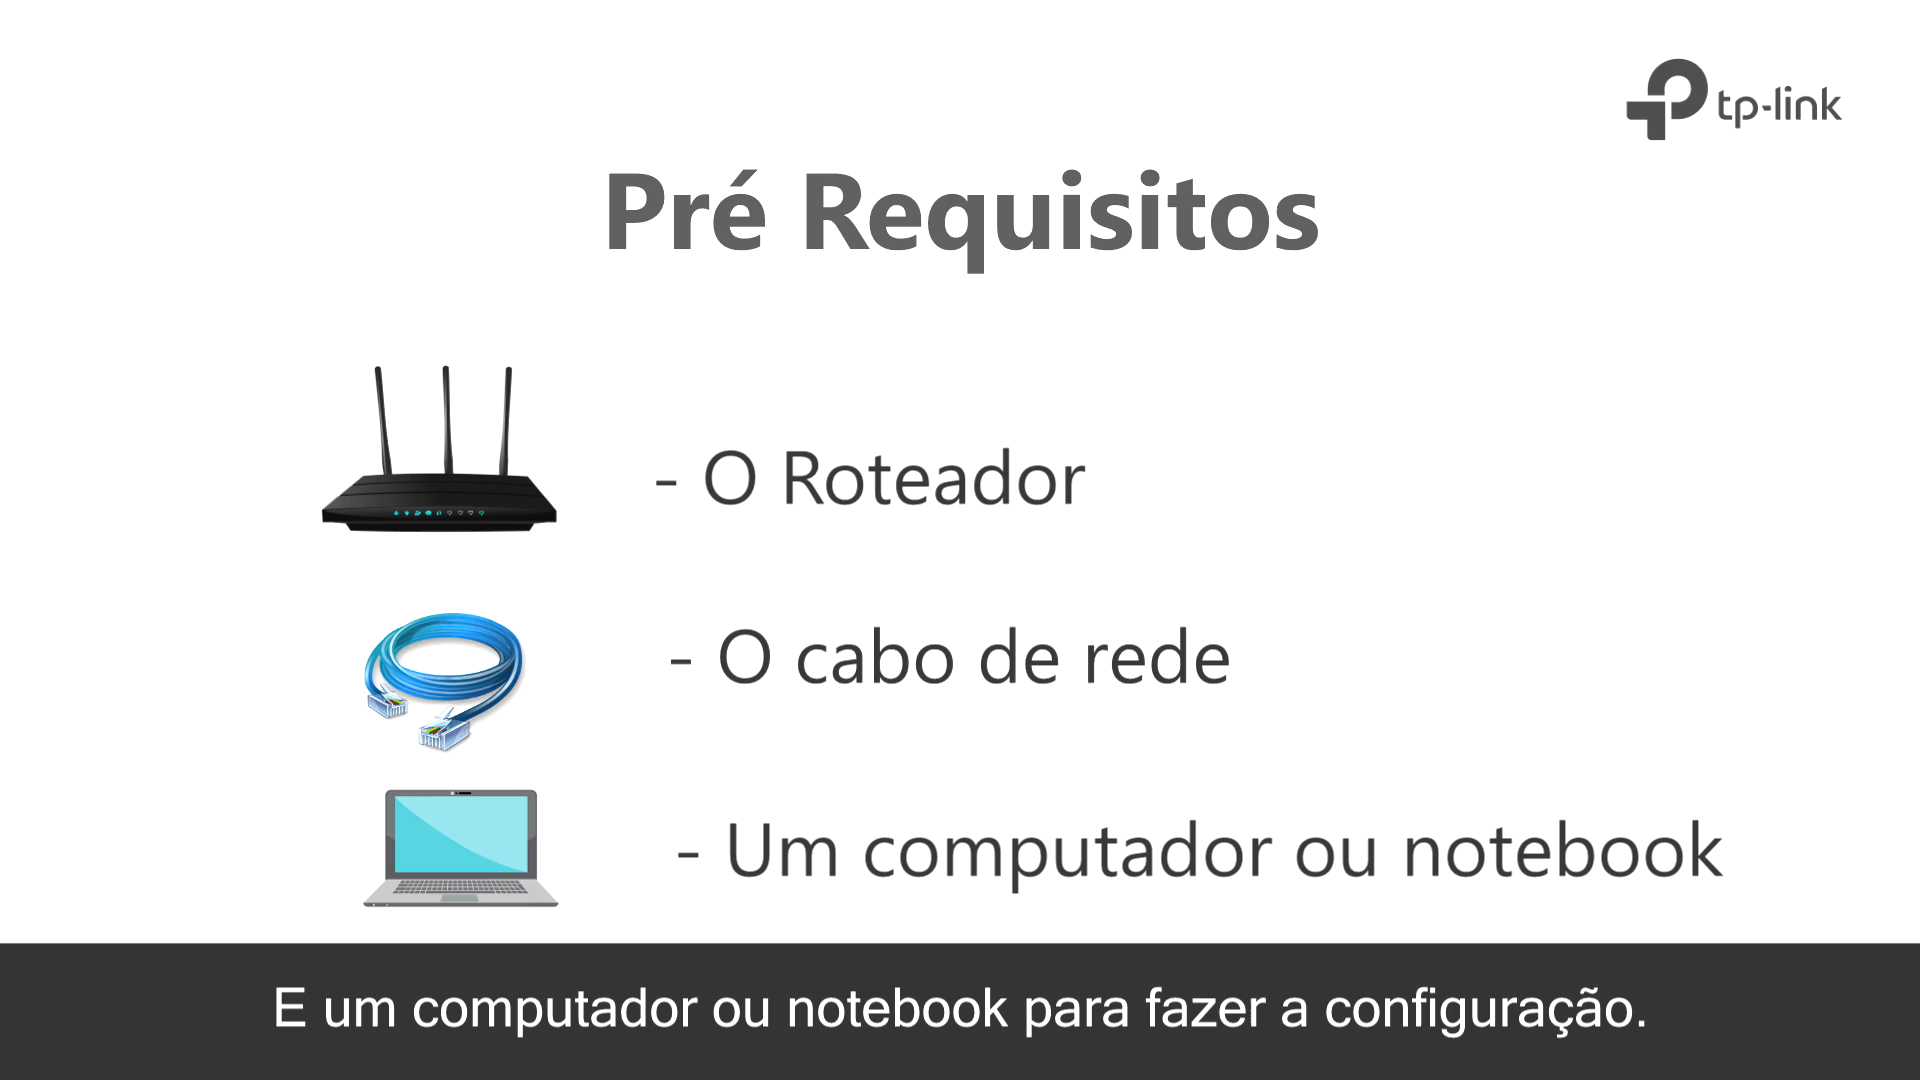 tp-link
Pré Requisitos
- O Roteador
- O cabo de rede
- Um computador ou notebook
E um computador ou notebook para fazer a configuração.